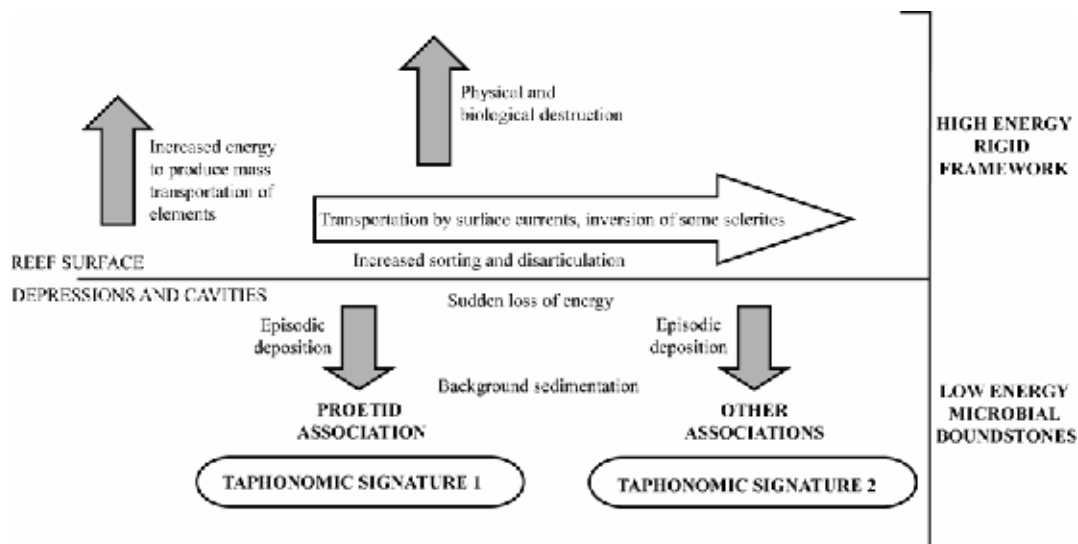 Physical and
biological destruction
Increased energy
to produce mass
transportation of
elements
HIGH ENERGY
RIGID
FRAMEWORK
Transportation by surface currents, inversion of some sclerites
Increased sorting and disarticulation
REEF SURFACE
DEPRESSIONS AND CAVITIES
Sudden loss of energy
Episodic
deposition
Episodic
deposition
Background sedimentation
PROETID
ASSOCIATION
OTHER
ASSOCIATIONS
LOW ENERGY
MICROBIAL
BOUNDSTONES
TAPHONOMIC SIGNATURE 1
TAPHONOMIC SIGNATURE 2